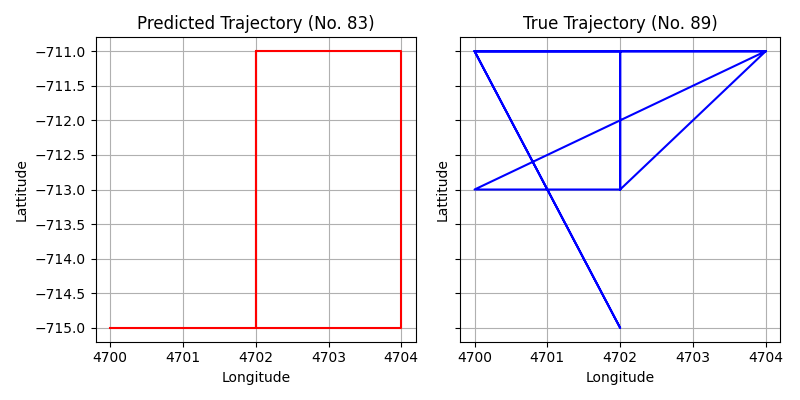 Predicted Trajectory (No. 83)
True Trajectory (No. 89)
Lattitude
−711.0
−711.5
−712.0
−712.5
−713.0
−713.5
−714.0
−714.5
−715.0
4700 4701 4702 4703 4704
Longitude
Lattitude
4700 4701 4702 4703 4704
Longitude